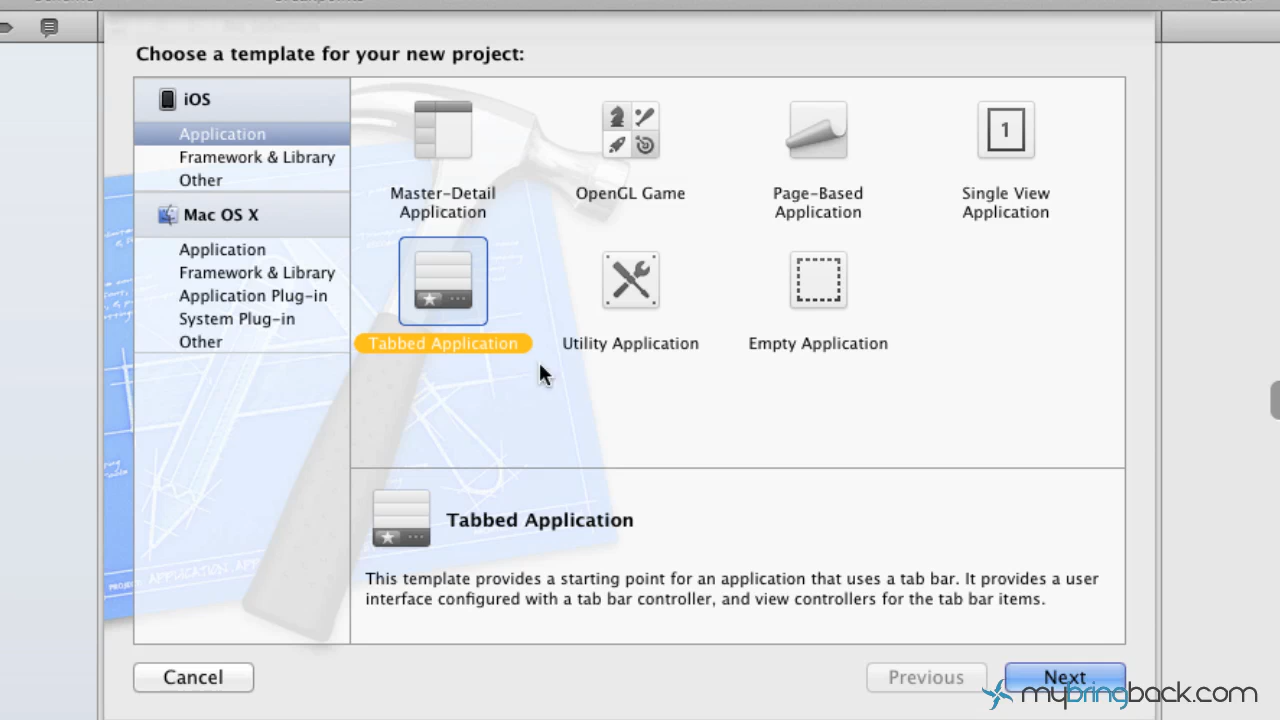 Choose a template for your new project:
iOS
Application
Framework & Library
Other
Mac OS X
Application
Framework & Library
Application Plug-in
System Plug-in
Other
Master-Detail
Application
OpenGL Game
Page-Based
Application
1
Single View
Application
Tabbed Application
Utility Application
Empty Application
Tabbed Application
This template provides a starting point for an application that uses a tab bar. It provides a user
interface configured with a tab bar controller, and view controllers for the tab bar items.
Cancel
Previous
Next
mybringback.com